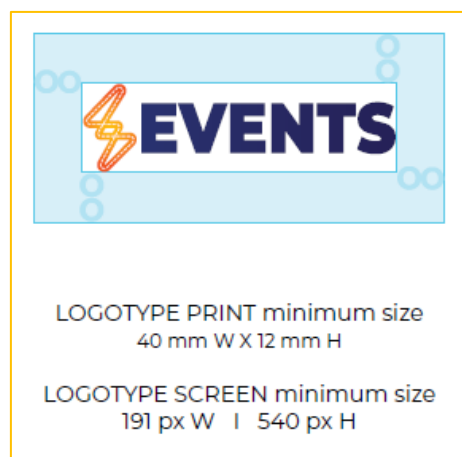 EVENTS
LOGOTYPE PRINT minimum size
40 mm W X 12 mm H
LOGOTYPE SCREEN minimum size
191 px W I 540 px H